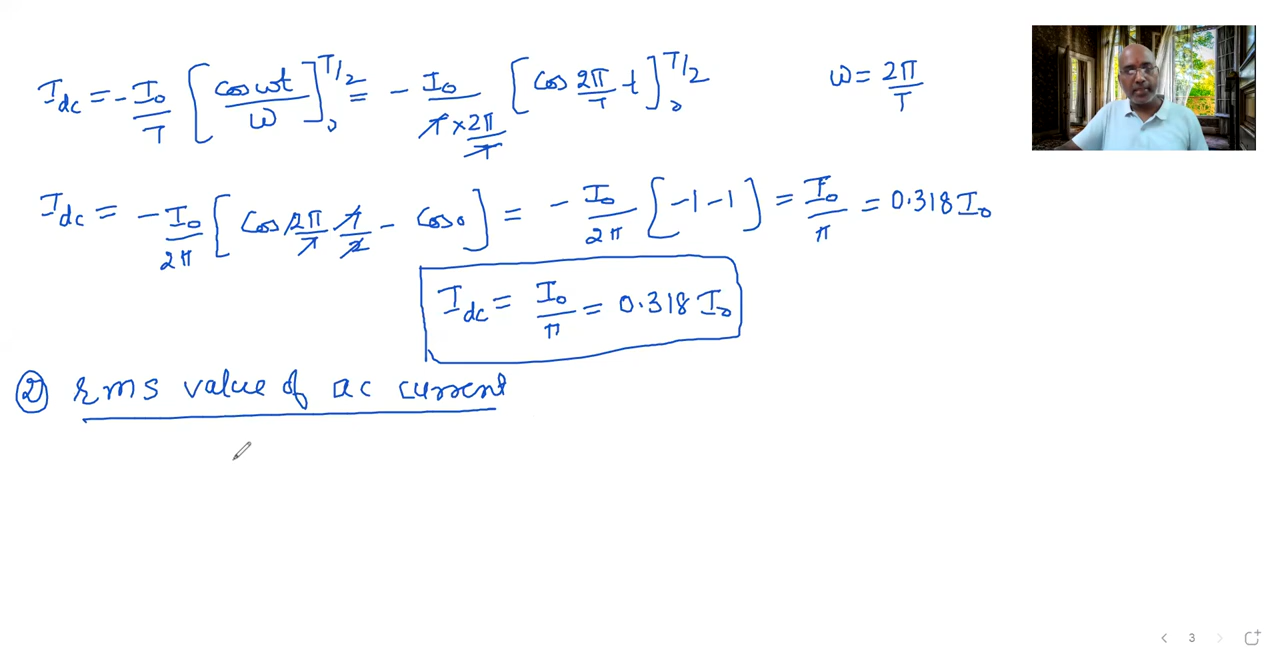 I_dc = -I_0/T [cos ωt/ω]_0^{T/2} = -I_0/(T × 2π/T) [cos 2π/T t]_0^{T/2} ω = 2π/T
I_dc = -I_0/2π [cos 2π/T T/2 - cos 0] = -I_0/2π [-1-1] = I_0/π = 0.318 I_0
I_dc = I_0/π = 0.318 I_0
② rms value of ac current
3